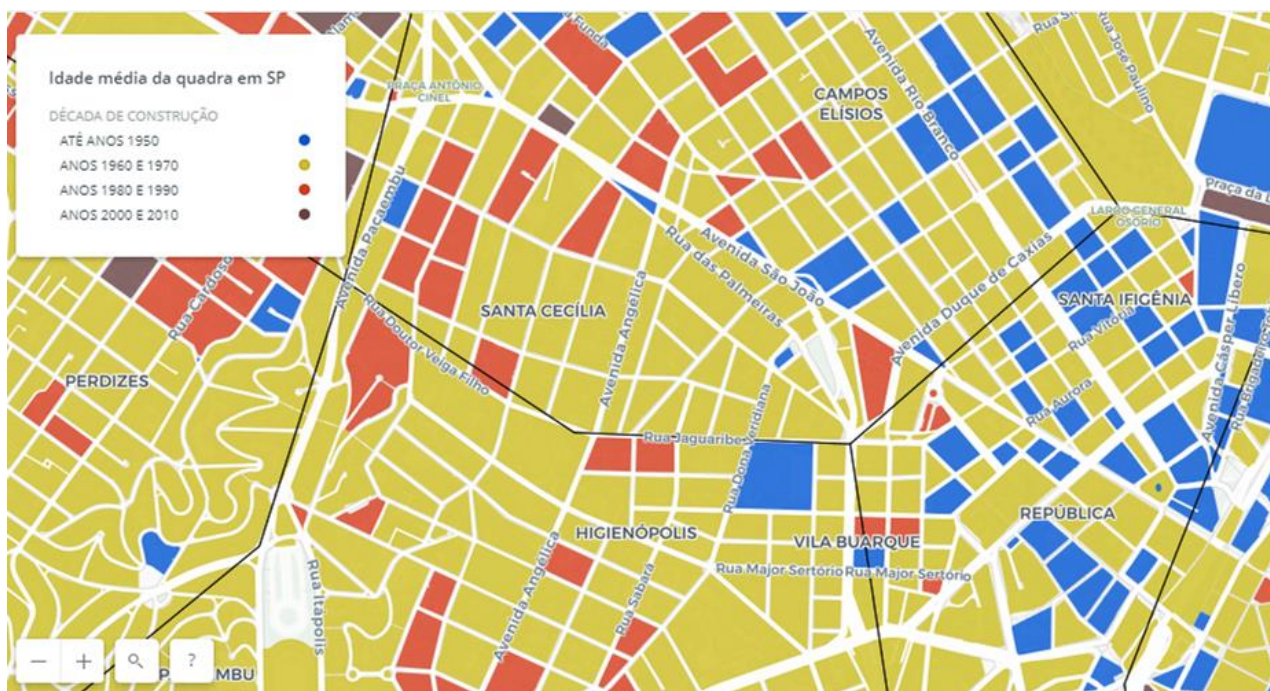 Idade média da quadra em SP
DÉCADA DE CONSTRUÇÃO
ATÉ ANOS 1950
ANOS 1960 E 1970
ANOS 1980 E 1990
ANOS 2000 E 2010
Funda
Rua José Paulino
PRAÇA ANTÔNIO
CINEL
CAMPOS
ELÍSIOS
Avenida Rio Branco
Praça da
LARGO GENERAL
OSÓRIO
Avenida Pacaembu
Rua Cardoso
Rua das Palmeiras
Avenida São João
Avenida Duque de Caxias
SANTA CECÍLIA
Avenida Angélica
SANTA IFIGÊNIA
Rua Vitória
Avenida Cásper Líbero
Rua Brigadeiro
Rua Doutor Veiga Filho
PERDIZES
Rua Aurora
Rua Jaguaribe
Rua Dona Veridiana
REPÚBLICA
HIGIENÓPOLIS
VILA BUARQUE
Rua Major Sertório
Rua Major Sertório
Avenida Angélica
Rua Sabará
Rua Itápolis
− + ?
MBU